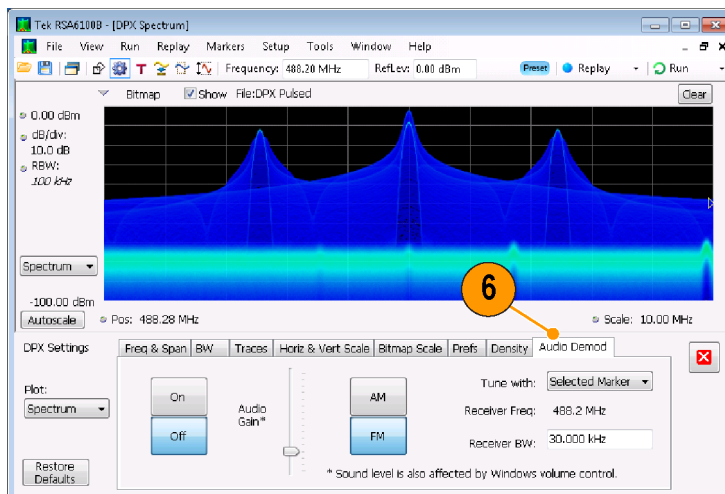 Tek RSA6100B - [DPX Spectrum]
File View Run Replay Markers Setup Tools Window Help
T Frequency: 488.20 MHz RefLev: 0.00 dBm Preset Replay Run
Bitmap Show File:DPX Pulsed Clear
0.00 dBm
dB/div:
10.0 dB
RBW:
100 kHz
Spectrum
-100.00 dBm
Autoscale Pos: 488.28 MHz Scale: 10.00 MHz
6
DPX Settings Freq & Span BW Traces Horiz & Vert Scale Bitmap Scale Prefs Density Audio Demod
Plot:
Spectrum
Restore
Defaults
On
Off
Audio
Gain*
AM
FM
Tune with: Selected Marker
Receiver Freq: 488.2 MHz
Receiver BW: 30.000 kHz
* Sound level is also affected by Windows volume control.